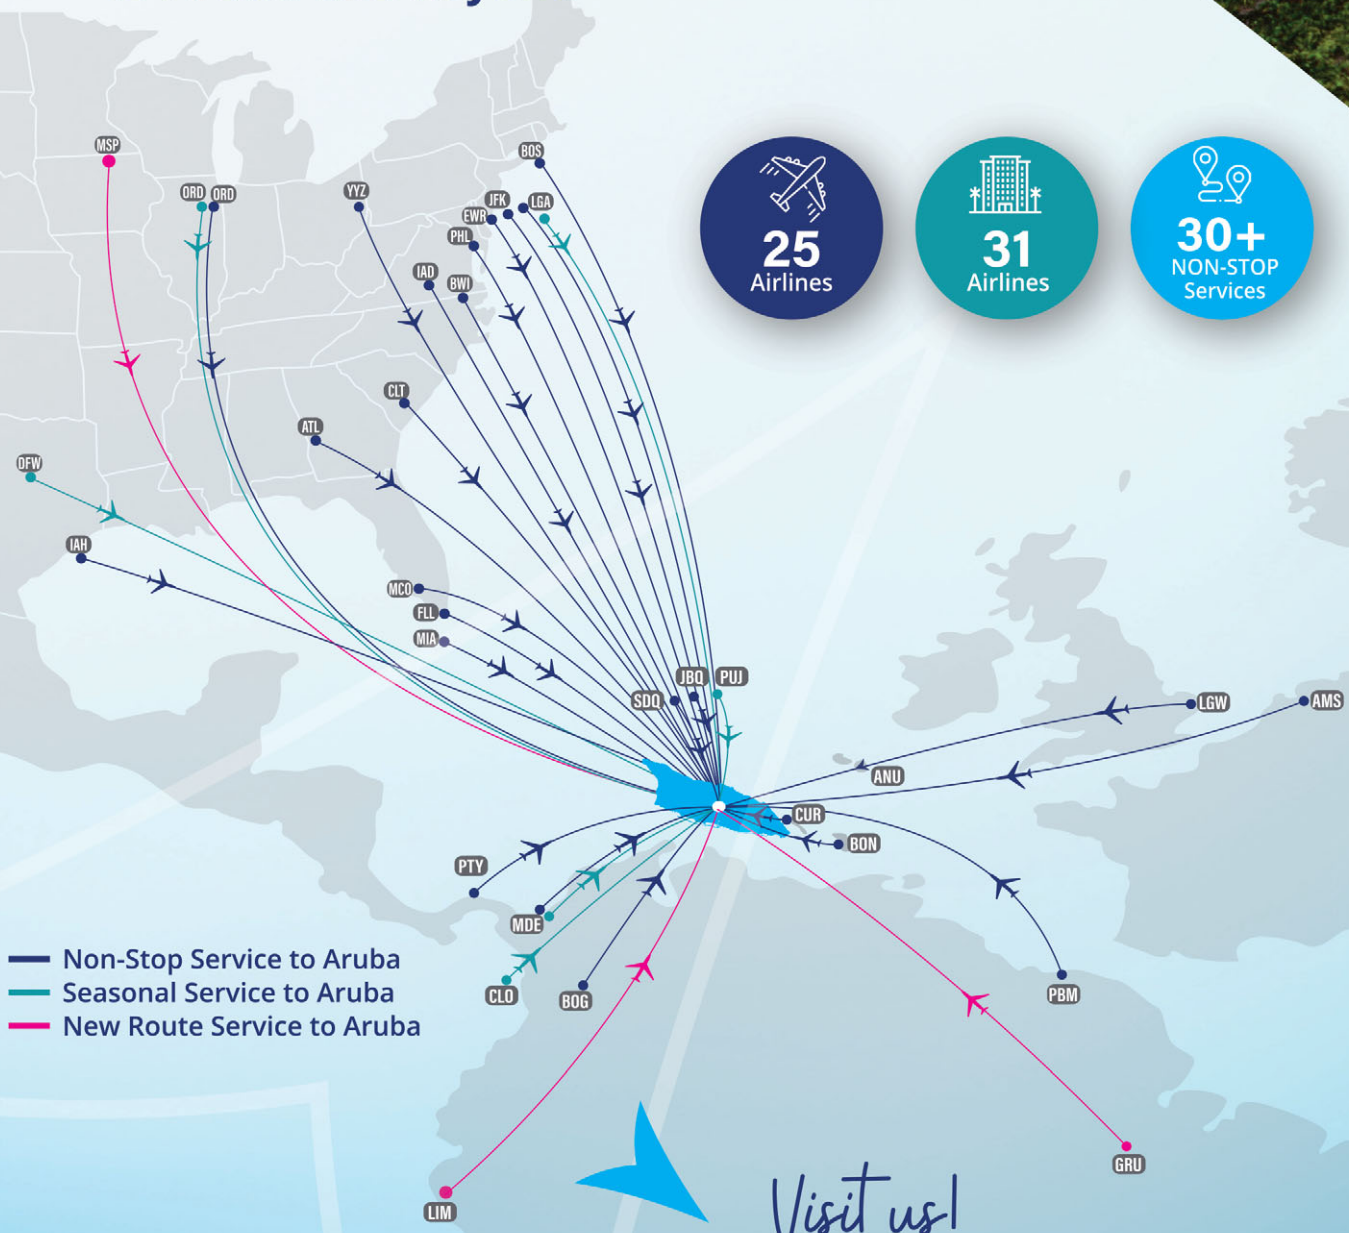 MSP
BOS
ORD
ORD
YYZ
JFK
LGA
EWR
PHL
IAD
BWI
CLT
ATL
DFW
IAH
MCO
FLL
MIA
25
Airlines
31
Airlines
30+
NON-STOP
Services
JBQ
PUJ
SDQ
LGW
AMS
ANU
CUR
BON
PTY
MDE
CLO
BOG
PBM
Non-Stop Service to Aruba
Seasonal Service to Aruba
New Route Service to Aruba
GRU
LIM
Visit us!